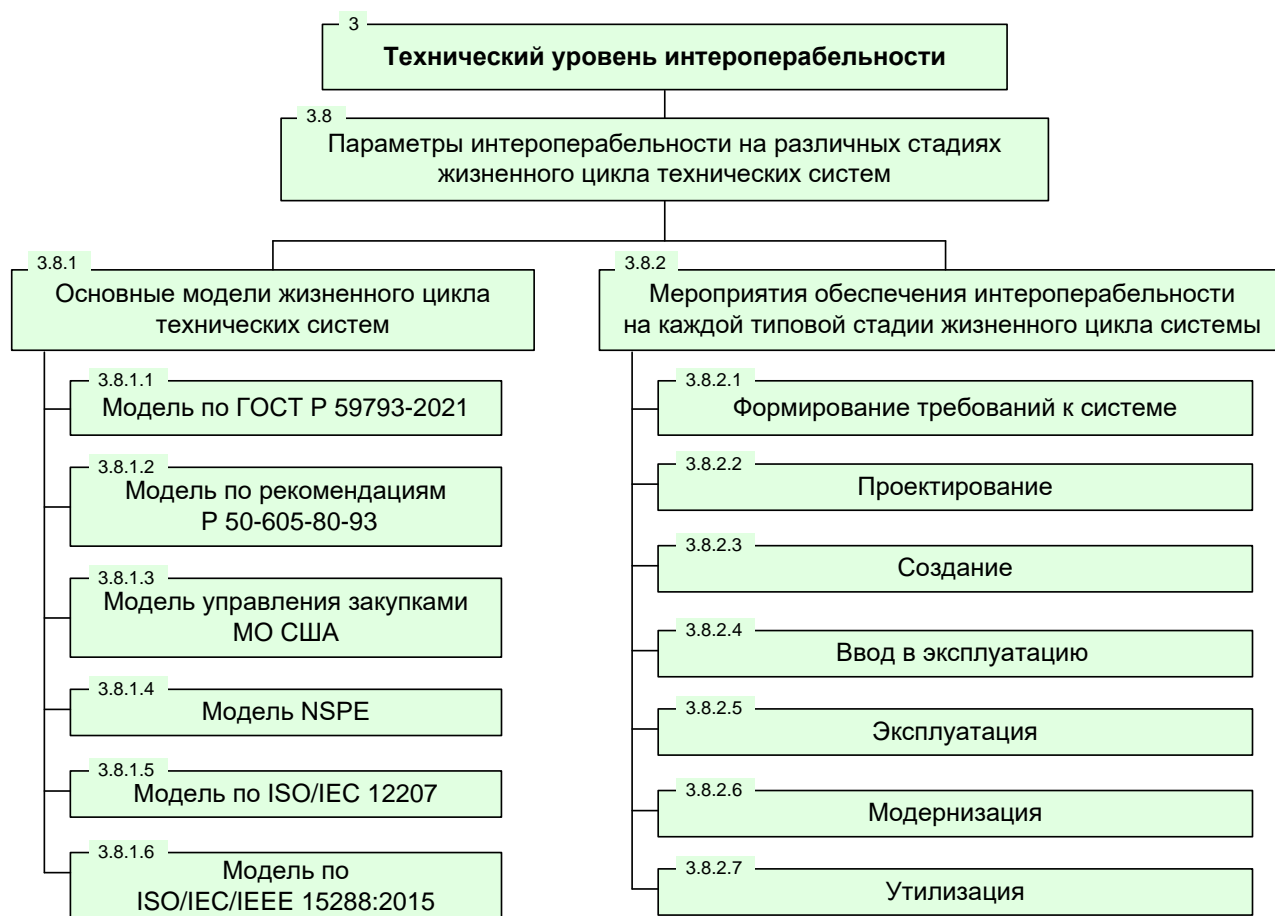 3
Технический уровень интероперабельности
3.8
Параметры интероперабельности на различных стадиях
жизненного цикла технических систем
3.8.1
Основные модели жизненного цикла
технических систем
3.8.1.1
Модель по ГОСТ Р 59793-2021
3.8.1.2
Модель по рекомендациям
Р 50-605-80-93
3.8.1.3
Модель управления закупками
МО США
3.8.1.4
Модель NSPE
3.8.1.5
Модель по ISO/IEC 12207
3.8.1.6
Модель по
ISO/IEC/IEEE 15288:2015
3.8.2
Мероприятия обеспечения интероперабельности
на каждой типовой стадии жизненного цикла системы
3.8.2.1
Формирование требований к системе
3.8.2.2
Проектирование
3.8.2.3
Создание
3.8.2.4
Ввод в эксплуатацию
3.8.2.5
Эксплуатация
3.8.2.6
Модернизация
3.8.2.7
Утилизация